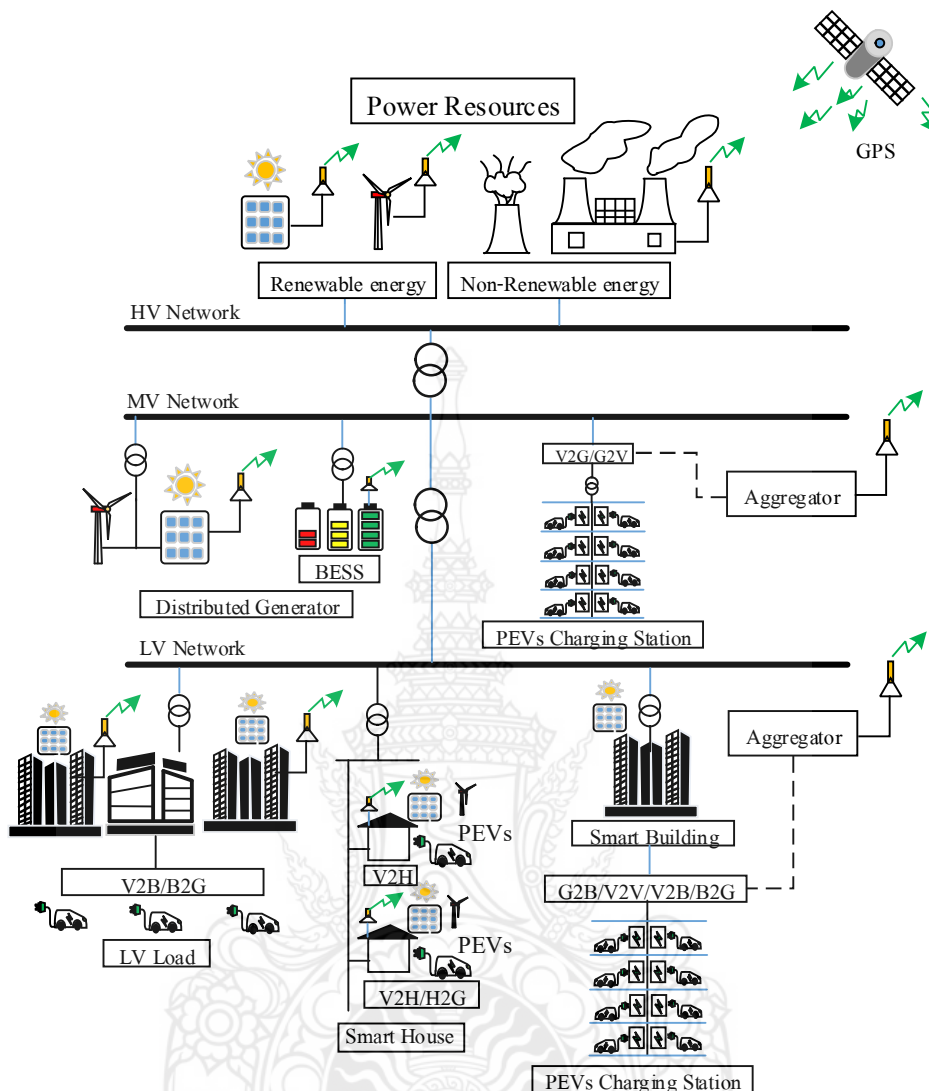 Power Resources
GPS
Renewable energy
Non-Renewable energy
HV Network
MV Network
V2G/G2V
Aggregator
BESS
Distributed Generator
PEVs Charging Station
LV Network
Aggregator
PEVs
Smart Building
V2H
V2B/B2G
G2B/V2V/V2B/B2G
PEVs
LV Load
V2H/H2G
Smart House
PEVs Charging Station